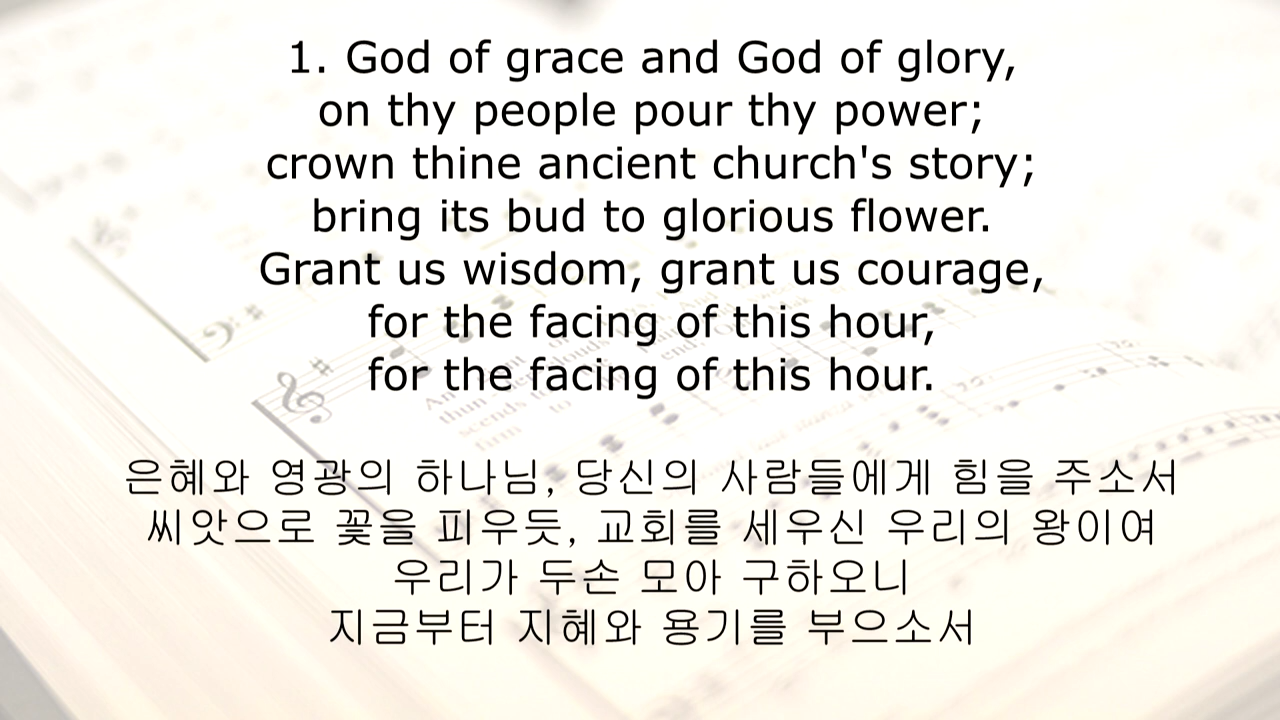 1. God of grace and God of glory,
on thy people pour thy power;
crown thine ancient church's story;
bring its bud to glorious flower.
Grant us wisdom, grant us courage,
for the facing of this hour,
for the facing of this hour.
은혜와 영광의 하나님, 당신의 사람들에게 힘을 주소서
씨앗으로 꽃을 피우듯, 교회를 세우신 우리의 왕이여
우리가 두손 모아 구하오니
지금부터 지혜와 용기를 부으소서